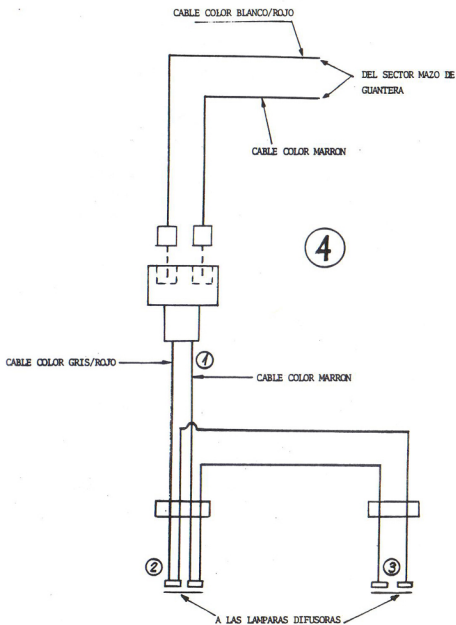 CABLE COLOR BLANCO/ROJO
DEL SECTOR MAZO DE
GUANTERA
CABLE COLOR MARRON
4
1
CABLE COLOR GRIS/ROJO
CABLE COLOR MARRON
2
3
A LAS LAMPARAS DIFUSORAS